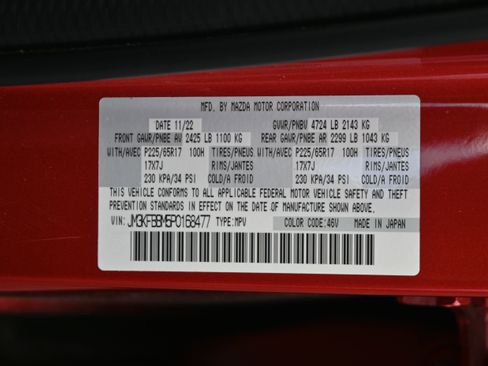 MFD. BY MAZDA MOTOR CORPORATION
DATE 11/22 GVWR/PNBV 4724 LB 2143 KG
FRONT GAWR/PNBE AV 2425 LB 1100 KG REAR GAWR/PNBE AR 2299 LB 1043 KG
WITH/AVEC P225/65R17 100H TIRES/PNEUS WITH/AVEC P225/65R17 100H TIRES/PNEUS
17X7J RIMS/JANTES 17X7J RIMS/JANTES
230 KPA/34 PSI COLD/A FROID 230 KPA/34 PSI COLD/A FROID
THIS VEHICLE CONFORMS TO ALL APPLICABLE FEDERAL MOTOR VEHICLE SAFETY AND THEFT
PREVENTION STANDARDS IN EFFECT ON THE DATE OF MANUFACTURE SHOWN ABOVE.
VIN: JM3KFBBM5P0168477 TYPE: MPV COLOR CODE: 46V MADE IN JAPAN